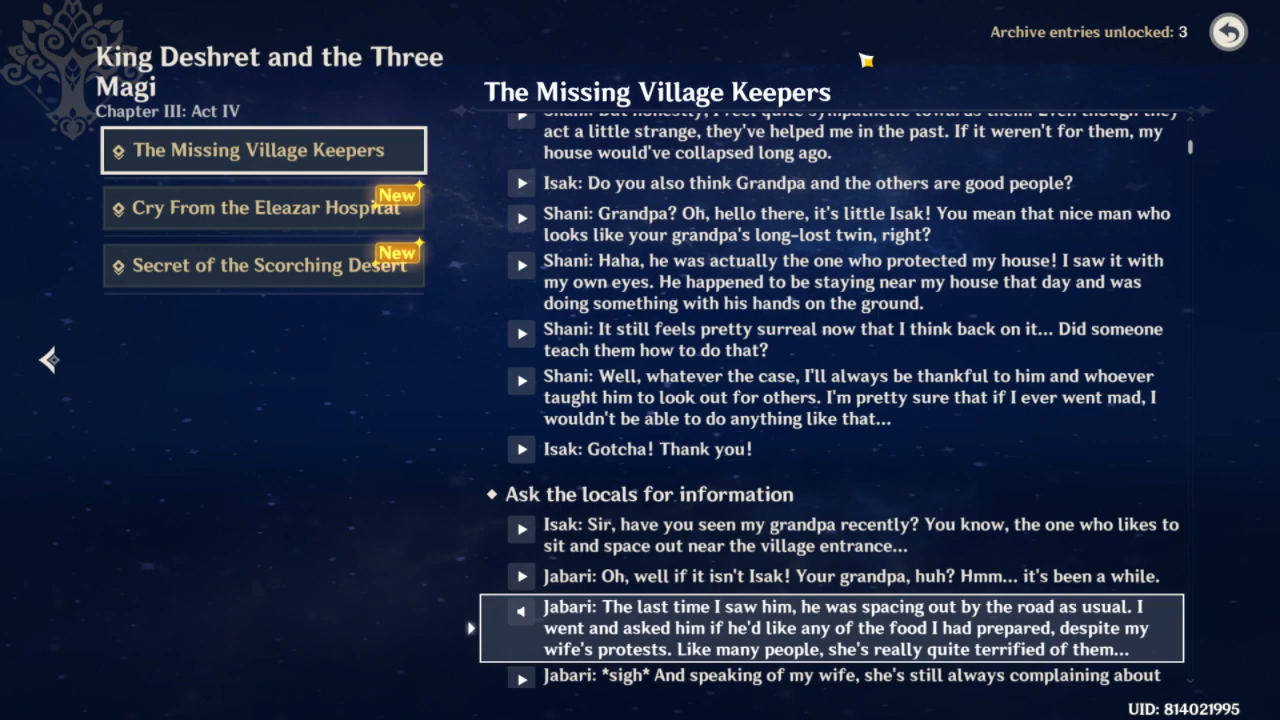 Archive entries unlocked: 3
King Deshret and the Three
Magi
Chapter III: Act IV
The Missing Village Keepers
New
Cry From the Eleazar Hospital
New
Secret of the Scorching Desert
The Missing Village Keepers
Shani: But honestly, I feel quite sympathetic towards them. Even though they
act a little strange, they've helped me in the past. If it weren't for them, my
house would've collapsed long ago.
Isak: Do you also think Grandpa and the others are good people?
Shani: Grandpa? Oh, hello there, it's little Isak! You mean that nice man who
looks like your grandpa's long-lost twin, right?
Shani: Haha, he was actually the one who protected my house! I saw it with
my own eyes. He happened to be staying near my house that day and was
doing something with his hands on the ground.
Shani: It still feels pretty surreal now that I think back on it... Did someone
teach them how to do that?
Shani: Well, whatever the case, I'll always be thankful to him and whoever
taught him to look out for others. I'm pretty sure that if I ever went mad, I
wouldn't be able to do anything like that...
Isak: Gotcha! Thank you!
Ask the locals for information
Isak: Sir, have you seen my grandpa recently? You know, the one who likes to
sit and space out near the village entrance...
Jabari: Oh, well if it isn't Isak! Your grandpa, huh? Hmm... it's been a while.
Jabari: The last time I saw him, he was spacing out by the road as usual. I
went and asked him if he'd like any of the food I had prepared, despite my
wife's protests. Like many people, she's really quite terrified of them...
Jabari: *sigh* And speaking of my wife, she's still always complaining about
UID: 814021995